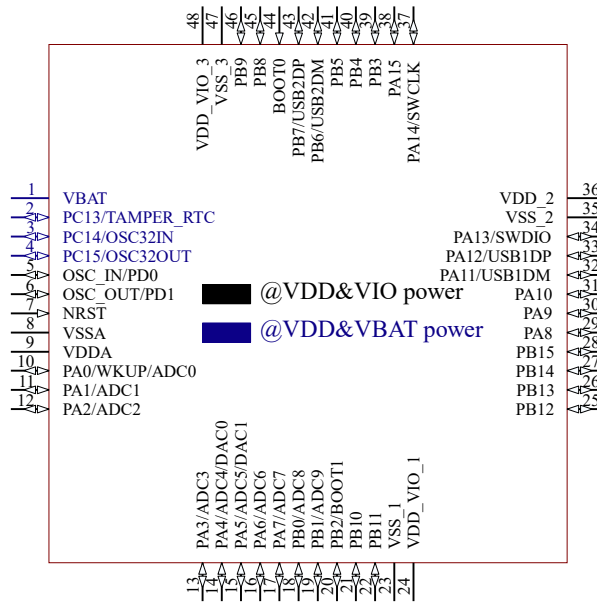 48
47
46
45
44
43
42
41
40
39
38
37
VDD_VIO_3
VSS_3
PB9
PB8
BOOT0
PB7/USB2DP
PB6/USB2DM
PB5
PB4
PB3
PA15
PA14/SWCLK
1 VBAT
2 PC13/TAMPER_RTC
3 PC14/OSC32IN
4 PC15/OSC32OUT
5 OSC_IN/PD0
6 OSC_OUT/PD1
7 NRST
8 VSSA
9 VDDA
10 PA0/WKUP/ADC0
11 PA1/ADC1
12 PA2/ADC2
@VDD&VIO power
@VDD&VBAT power
VDD_2 36
VSS_2 35
PA13/SWDIO 34
PA12/USB1DP 33
PA11/USB1DM 32
PA10 31
PA9 30
PA8 29
PB15 28
PB14 27
PB13 26
PB12 25
PA3/ADC3
PA4/ADC4/DAC0
PA5/ADC5/DAC1
PA6/ADC6
PA7/ADC7
PB0/ADC8
PB1/ADC9
PB2/BOOT1
PB10
PB11
VSS_1
VDD_VIO_1
13
14
15
16
17
18
19
20
21
22
23
24